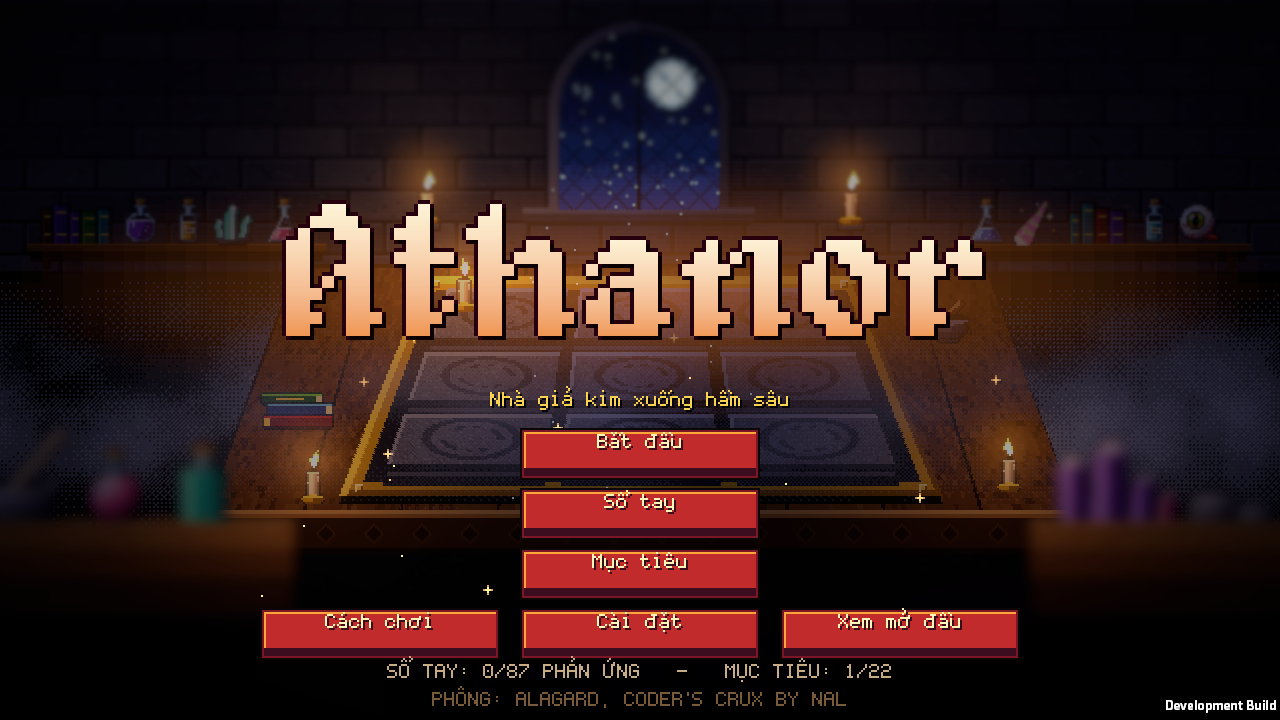 Athanor
Nhà giả kim xuống hầm sâu
Bắt đầu
Sổ tay
Mục tiêu
Cách chơi
Cài đặt
Xem mở đầu
SỔ TAY: 0/87 PHẢN ỨNG – MỤC TIÊU: 1/22
PHÔNG: ALAGARD, CODER'S CRUX BY NAL
Development Build